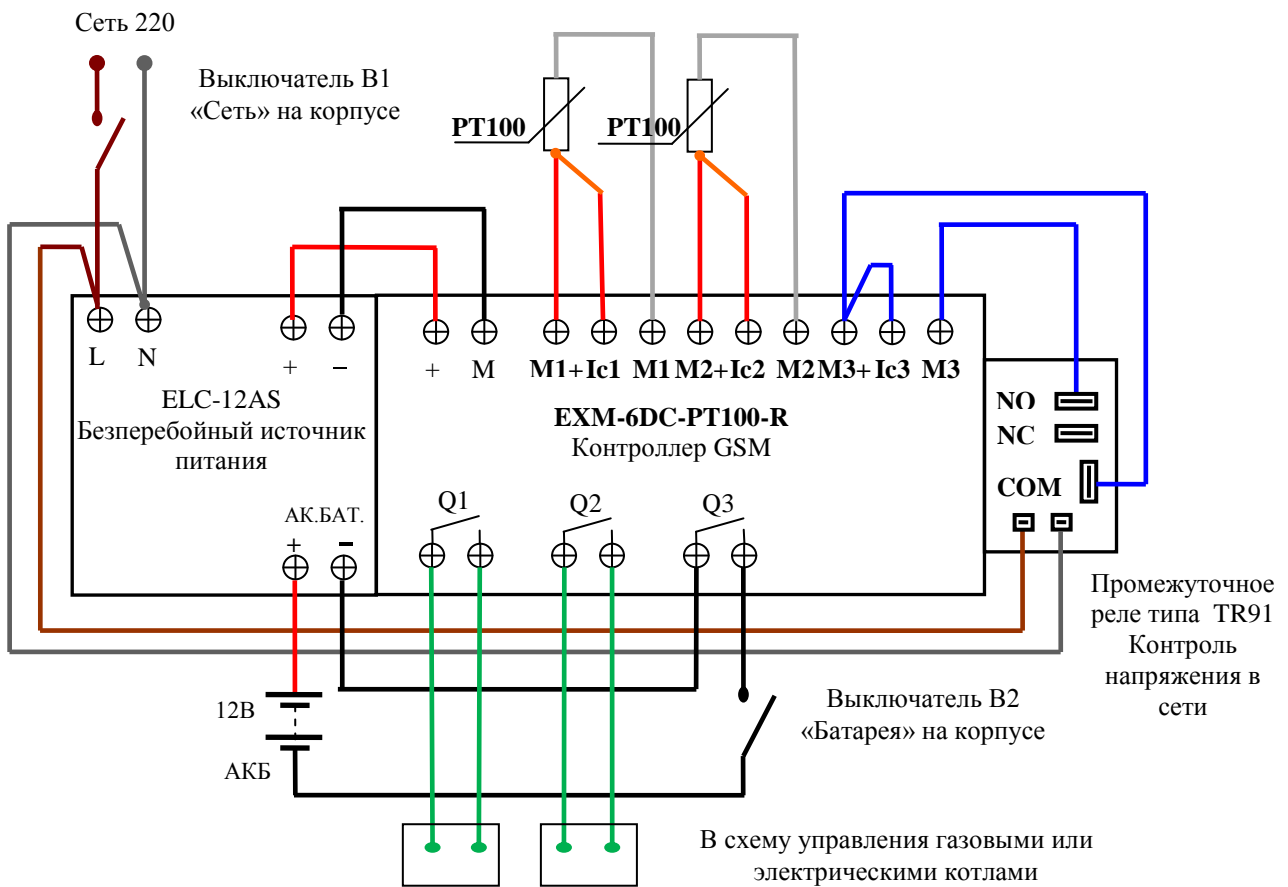 Сеть 220
Выключатель В1
«Сеть» на корпусе
PT100
PT100
L
N
+
–
+
M
M1+
Ic1
M1
M2+
Ic2
M2
M3+
Ic3
M3
ELC-12AS
Безперебойный источник
питания
EXM-6DC-PT100-R
Контроллер GSM
NO
NC
COM
АК.БАТ.
+
–
Q1
Q2
Q3
Промежуточное
реле типа TR91
Контроль
напряжения в
сети
12В
АКБ
Выключатель В2
«Батарея» на корпусе
В схему управления газовыми или
электрическими котлами